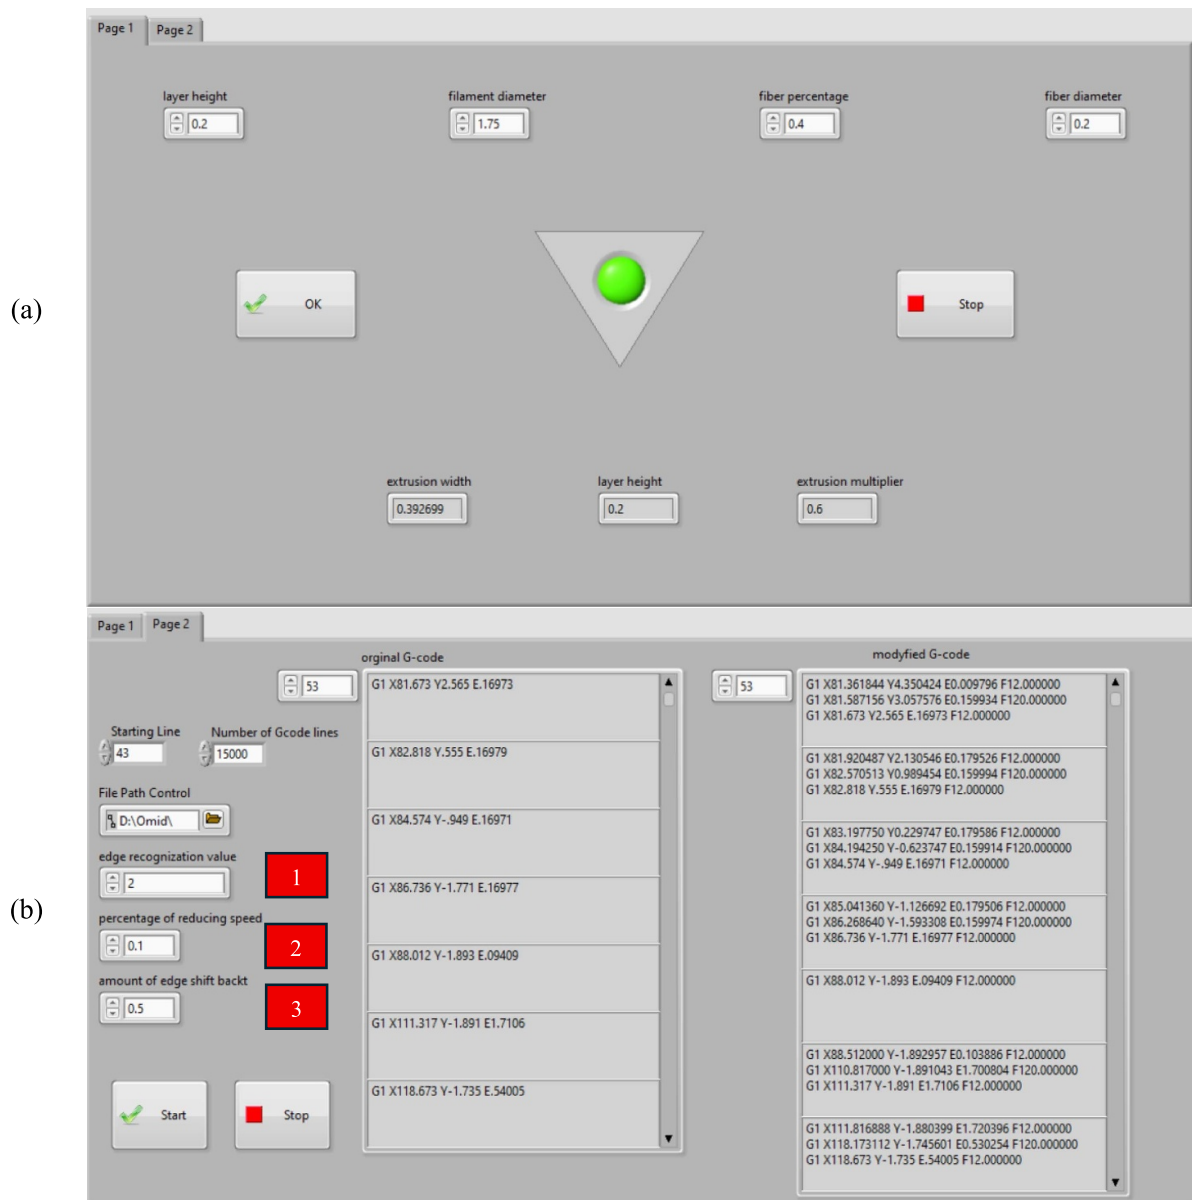 Page 1
Page 2
layer height
filament diameter
fiber percentage
fiber diameter
0.2
1.75
0.4
0.2
(a)
OK
Stop
extrusion width
layer height
extrusion multiplier
0.392699
0.2
0.6
Page 1
Page 2
(b)
orginal G-code
modyfied G-code
53
53
Starting Line
Number of Gcode lines
43
15000
File Path Control
D:\Omid\
edge recognization value
2
1
percentage of reducing speed
0.1
2
amount of edge shift backt
0.5
3
Start
Stop
G1 X81.673 Y2.565 E.16973
G1 X82.818 Y.555 E.16979
G1 X84.574 Y-.949 E.16971
G1 X86.736 Y-1.771 E.16977
G1 X88.012 Y-1.893 E.09409
G1 X111.317 Y-1.891 E1.7106
G1 X118.673 Y-1.735 E.54005
G1 X81.361844 Y4.350424 E0.009796 F12.000000
G1 X81.587156 Y3.057576 E0.159934 F120.000000
G1 X81.673 Y2.565 E.16973 F12.000000
G1 X81.920487 Y2.130546 E0.179526 F12.000000
G1 X82.570513 Y0.989454 E0.159994 F120.000000
G1 X82.818 Y.555 E.16979 F12.000000
G1 X83.197750 Y0.229747 E0.179586 F12.000000
G1 X84.194250 Y-0.623747 E0.159914 F120.000000
G1 X84.574 Y-.949 E.16971 F12.000000
G1 X85.041360 Y-1.126692 E0.179506 F12.000000
G1 X86.268640 Y-1.593308 E0.159974 F120.000000
G1 X86.736 Y-1.771 E.16977 F12.000000
G1 X88.012 Y-1.893 E.09409 F12.000000
G1 X88.512000 Y-1.892957 E0.103886 F12.000000
G1 X110.817000 Y-1.891043 E1.700804 F120.000000
G1 X111.317 Y-1.891 E1.7106 F12.000000
G1 X111.816888 Y-1.880399 E1.720396 F12.000000
G1 X118.173112 Y-1.745601 E0.530254 F120.000000
G1 X118.673 Y-1.735 E.54005 F12.000000